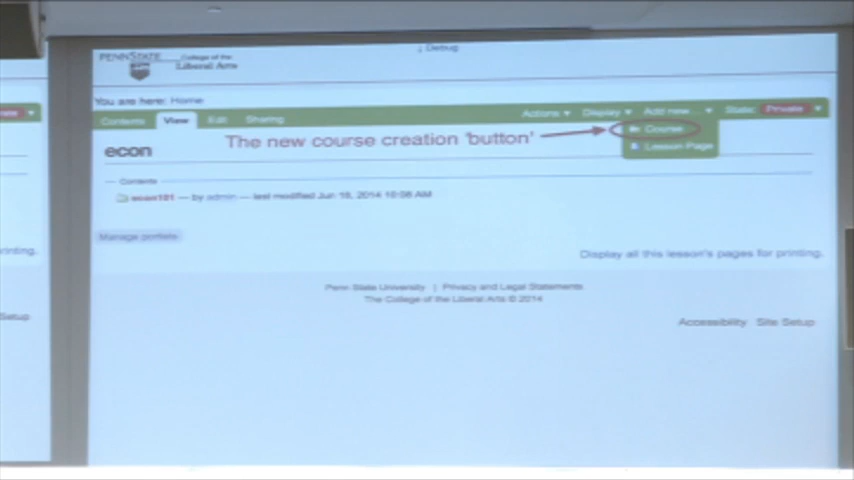 PENNSTATE
College of the
Liberal Arts
Debug
You are here: Home
Contents View Edit Sharing
Actions Display Add new State: Private
The new course creation 'button'
Course
Lesson Page
econ
Contents
econ101 — by admin — last modified Jun 18, 2014 10:08 AM
Manage portlets
Display all this lesson's pages for printing.
Penn State University | Privacy and Legal Statements
The College of the Liberal Arts © 2014
Accessibility Site Setup
rinting.
Setup